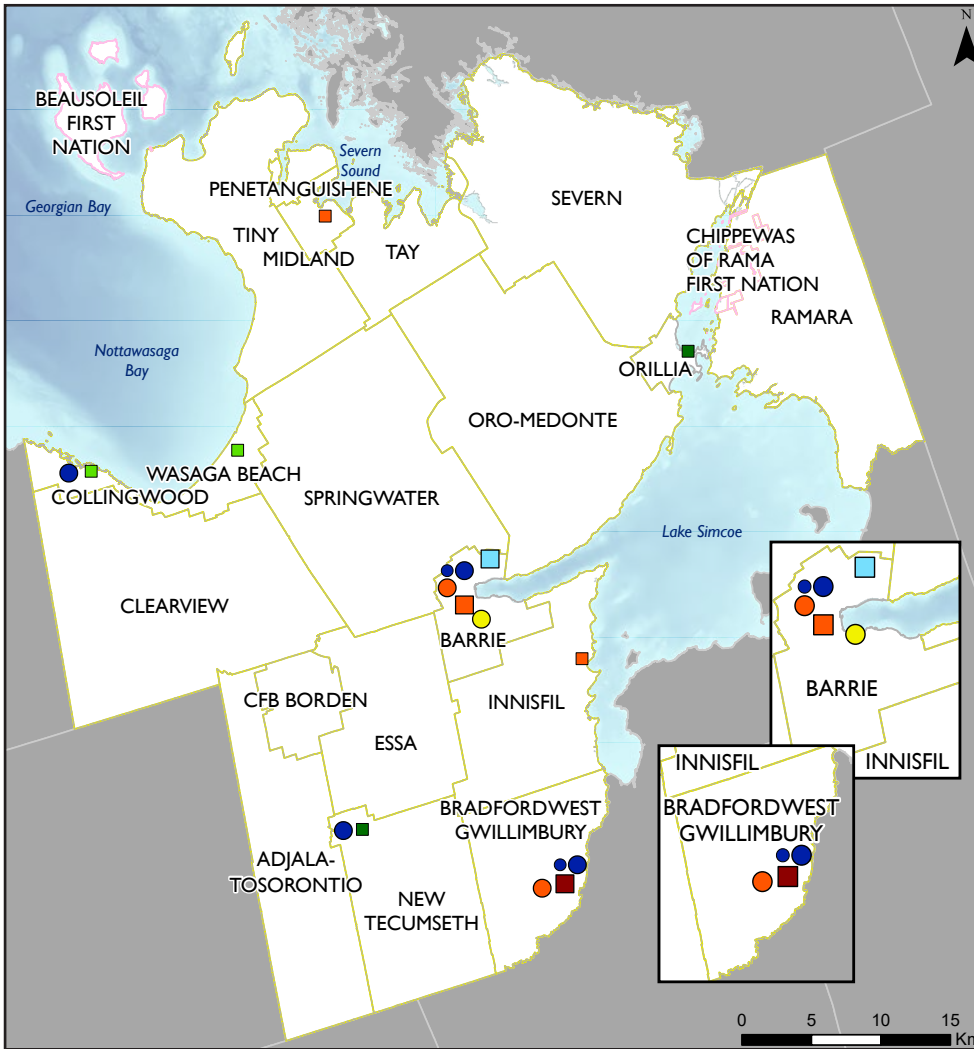 N
BEAUSOLEIL
FIRST
NATION
Severn
Sound
PENETANGUISHENE
SEVERN
Georgian Bay
TINY
MIDLAND
TAY
CHIPPEWAS
OF RAMA
FIRST NATION
RAMARA
Nottawasaga
Bay
ORILLIA
ORO-MEDONTE
WASAGA BEACH
COLLINGWOOD
SPRINGWATER
Lake Simcoe
CLEARVIEW
BARRIE
CFB BORDEN
INNISFIL
ESSA
BARRIE
INNISFIL
INNISFIL
BRADFORDWEST
GWILLIMBURY
BRADFORDWEST
GWILLIMBURY
ADJALA-
TOSORONTIO
NEW
TECUMSETH
0 5 10 15
Km